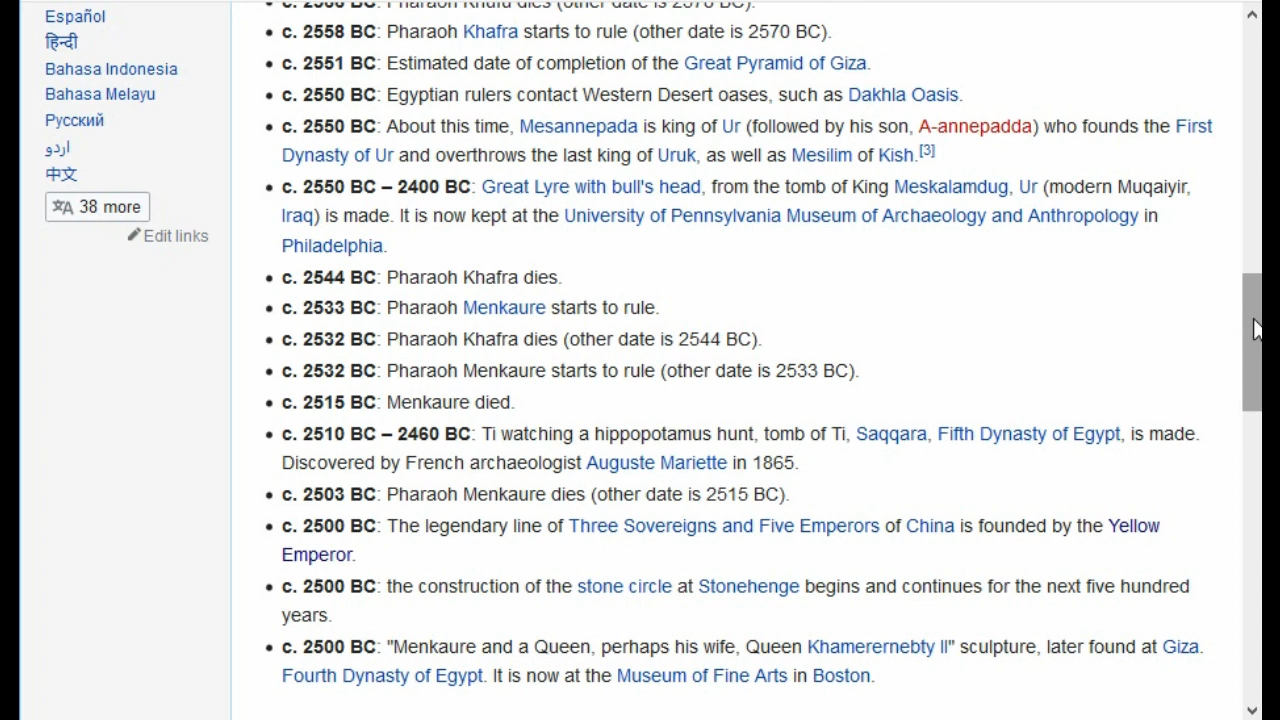 Español
हिन्दी
Bahasa Indonesia
Bahasa Melayu
Русский
اردو
中文
38 more
Edit links
c. 2558 BC: Pharaoh Khafra starts to rule (other date is 2570 BC).
c. 2551 BC: Estimated date of completion of the Great Pyramid of Giza.
c. 2550 BC: Egyptian rulers contact Western Desert oases, such as Dakhla Oasis.
c. 2550 BC: About this time, Mesannepada is king of Ur (followed by his son, A-annepadda) who founds the First
Dynasty of Ur and overthrows the last king of Uruk, as well as Mesilim of Kish.[3]
c. 2550 BC – 2400 BC: Great Lyre with bull's head, from the tomb of King Meskalamdug, Ur (modern Muqaiyir,
Iraq) is made. It is now kept at the University of Pennsylvania Museum of Archaeology and Anthropology in
Philadelphia.
c. 2544 BC: Pharaoh Khafra dies.
c. 2533 BC: Pharaoh Menkaure starts to rule.
c. 2532 BC: Pharaoh Khafra dies (other date is 2544 BC).
c. 2532 BC: Pharaoh Menkaure starts to rule (other date is 2533 BC).
c. 2515 BC: Menkaure died.
c. 2510 BC – 2460 BC: Ti watching a hippopotamus hunt, tomb of Ti, Saqqara, Fifth Dynasty of Egypt, is made.
Discovered by French archaeologist Auguste Mariette in 1865.
c. 2503 BC: Pharaoh Menkaure dies (other date is 2515 BC).
c. 2500 BC: The legendary line of Three Sovereigns and Five Emperors of China is founded by the Yellow
Emperor.
c. 2500 BC: the construction of the stone circle at Stonehenge begins and continues for the next five hundred
years.
c. 2500 BC: "Menkaure and a Queen, perhaps his wife, Queen Khamerernebty II" sculpture, later found at Giza.
Fourth Dynasty of Egypt. It is now at the Museum of Fine Arts in Boston.